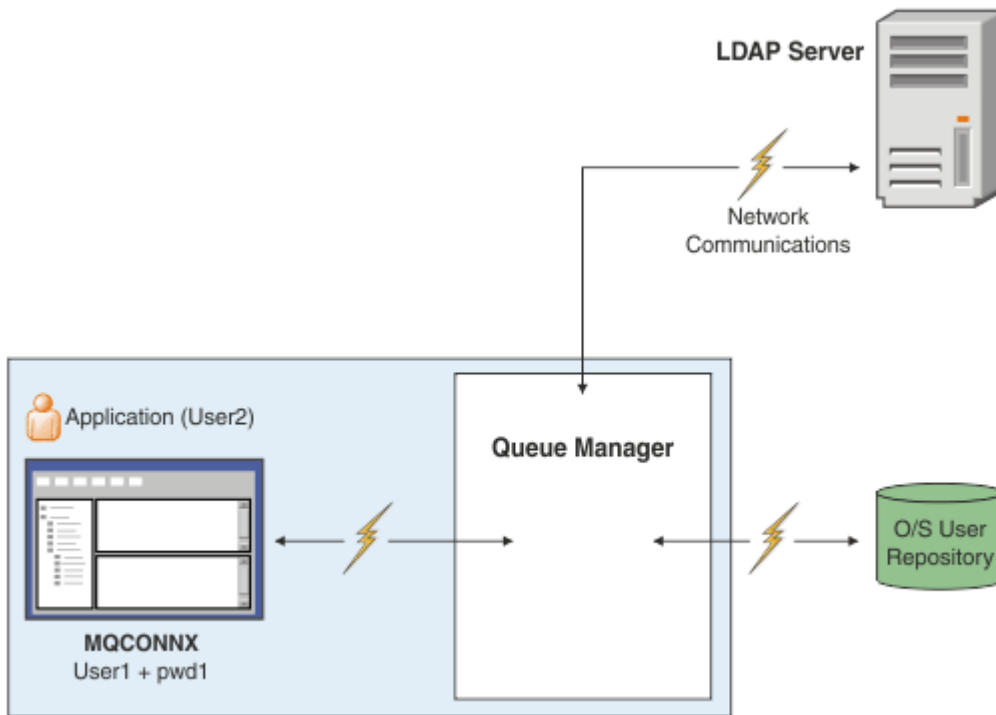 LDAP Server
Network
Communications
Application (User2)
Queue Manager
O/S User
Repository
MQCONNX
User1 + pwd1